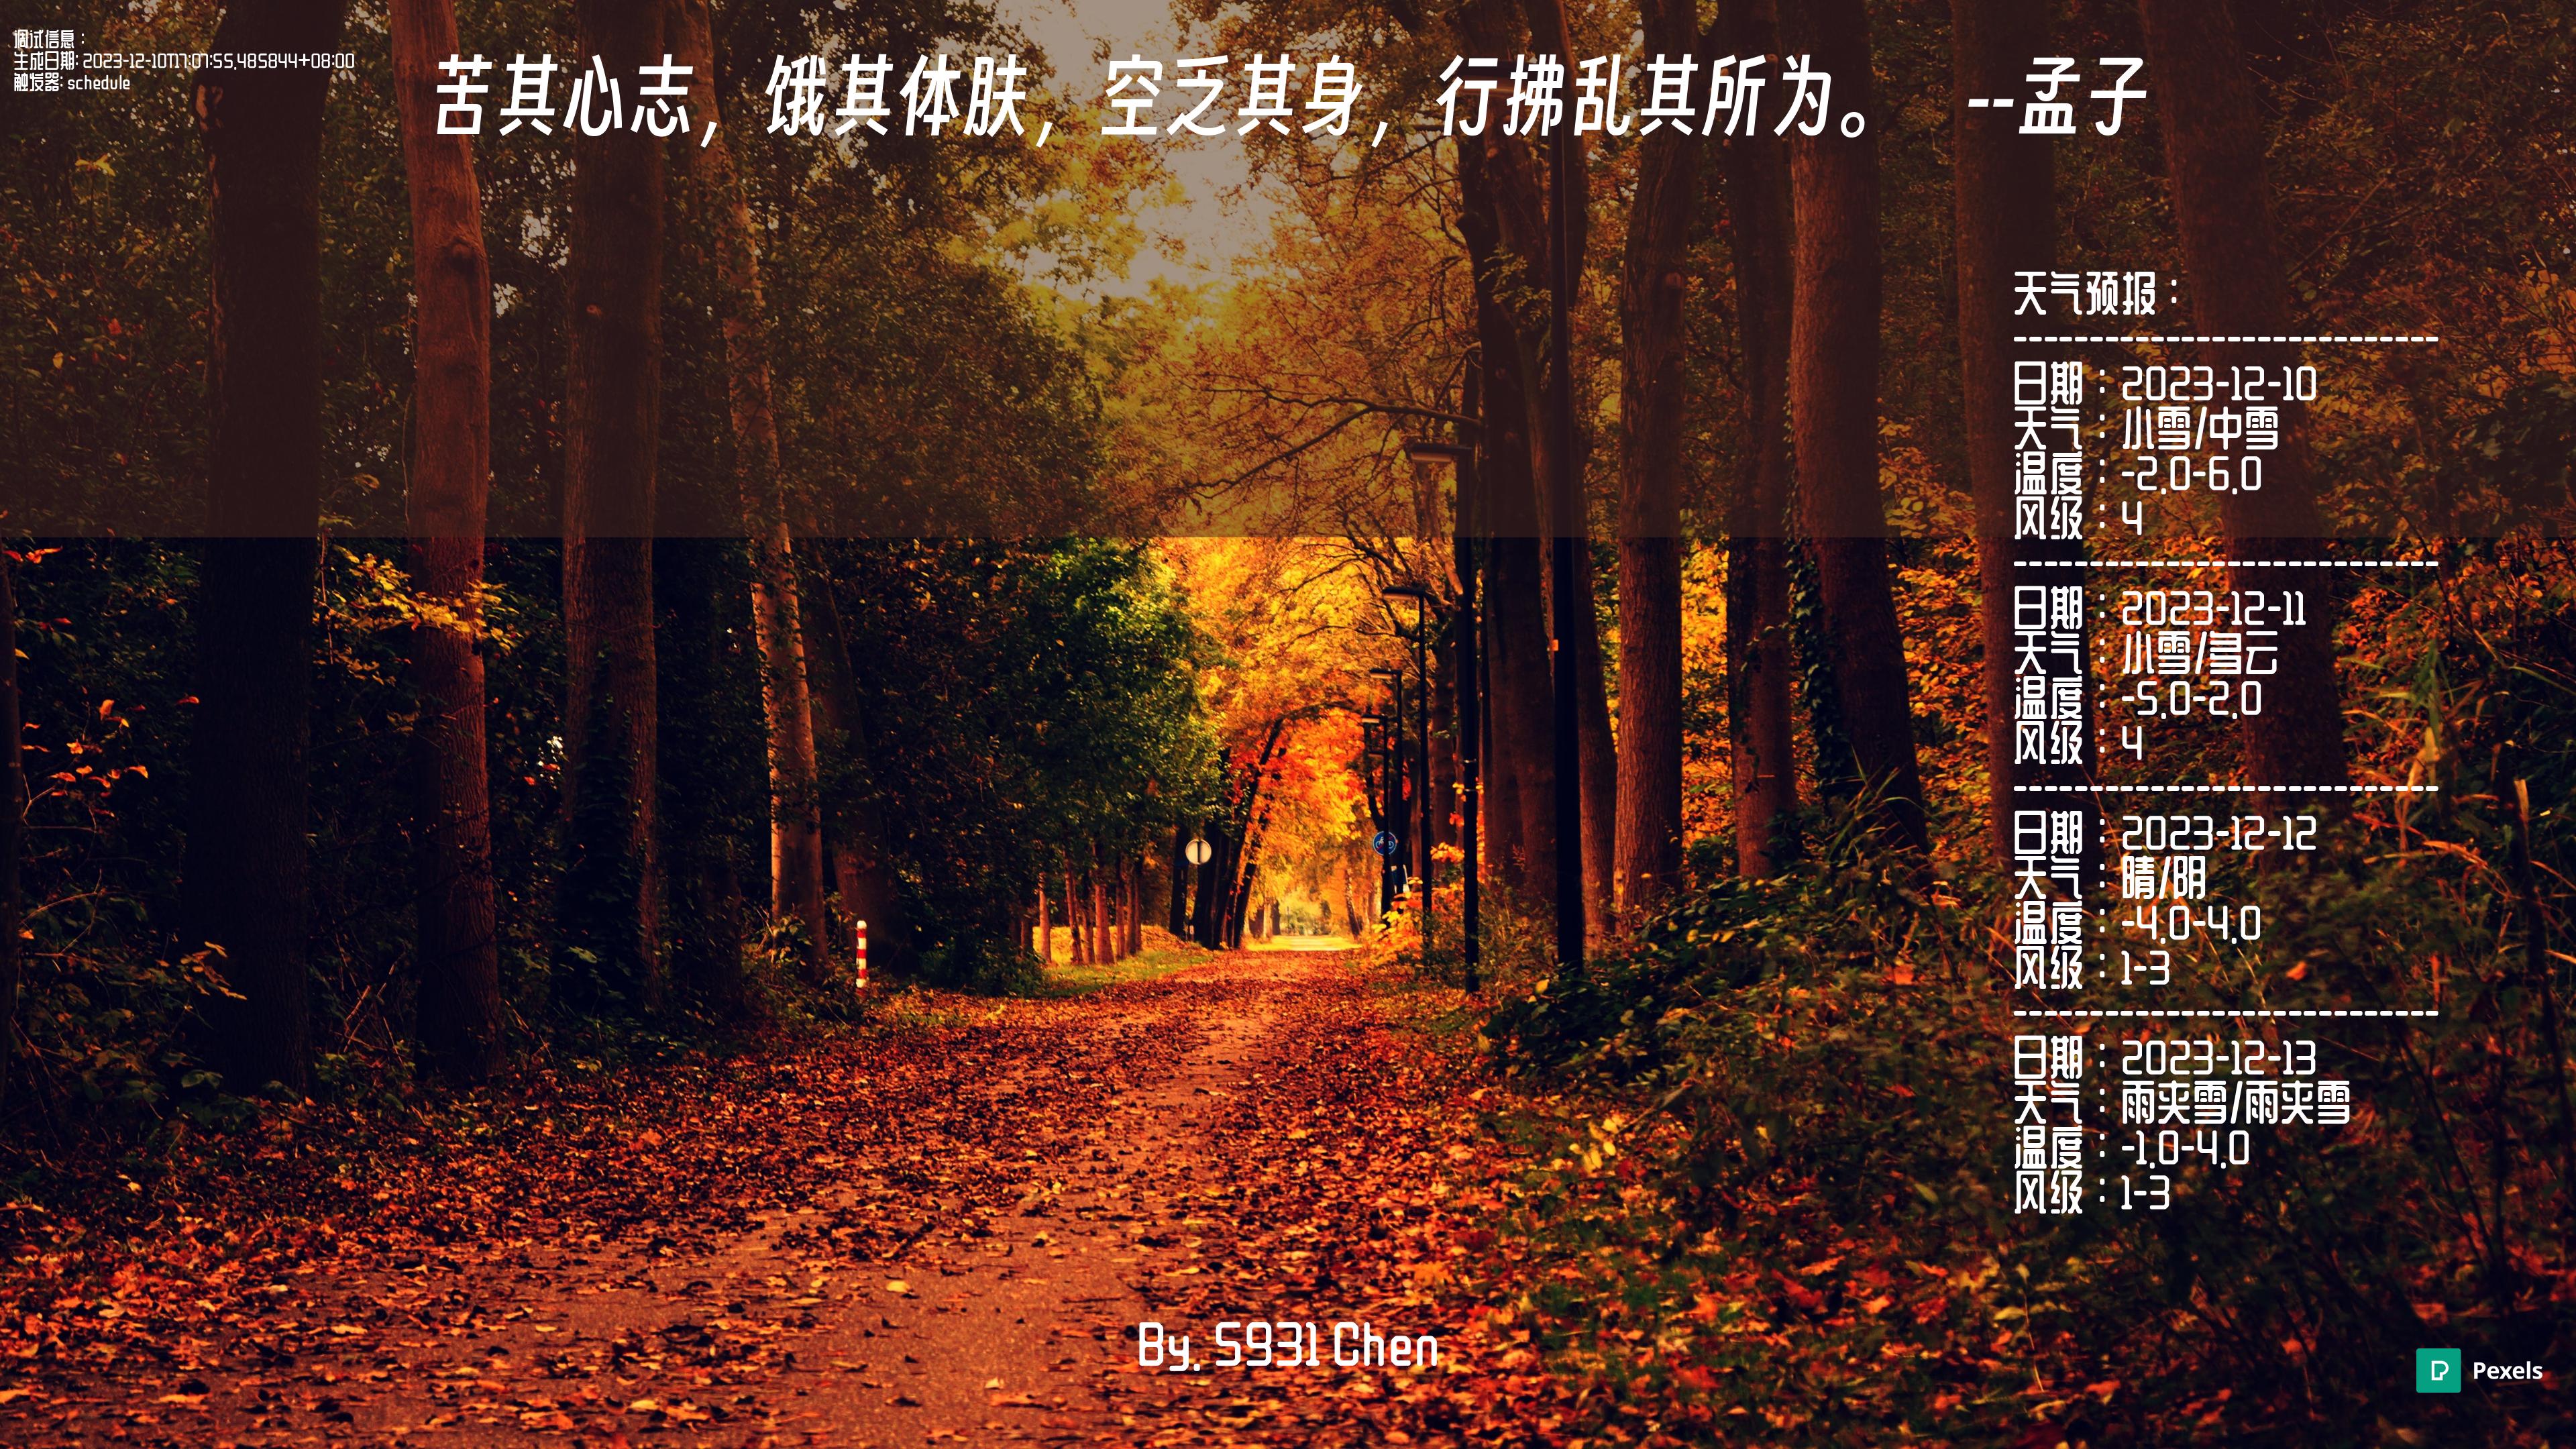 调试信息：
生成日期: 2023-12-10T17:07:55.485844+08:00
触发器: schedule
苦其心志，饿其体肤，空乏其身，行拂乱其所为。 --孟子
天气预报：
----------------------------
日期：2023-12-10
天气：小雪/中雪
温度：-2.0-6.0
风级：4
----------------------------
日期：2023-12-11
天气：小雪/多云
温度：-5.0-2.0
风级：4
----------------------------
日期：2023-12-12
天气：晴/阴
温度：-4.0-4.0
风级：1-3
----------------------------
日期：2023-12-13
天气：雨夹雪/雨夹雪
温度：-1.0-4.0
风级：1-3
By. 5931 Chen
Pexels